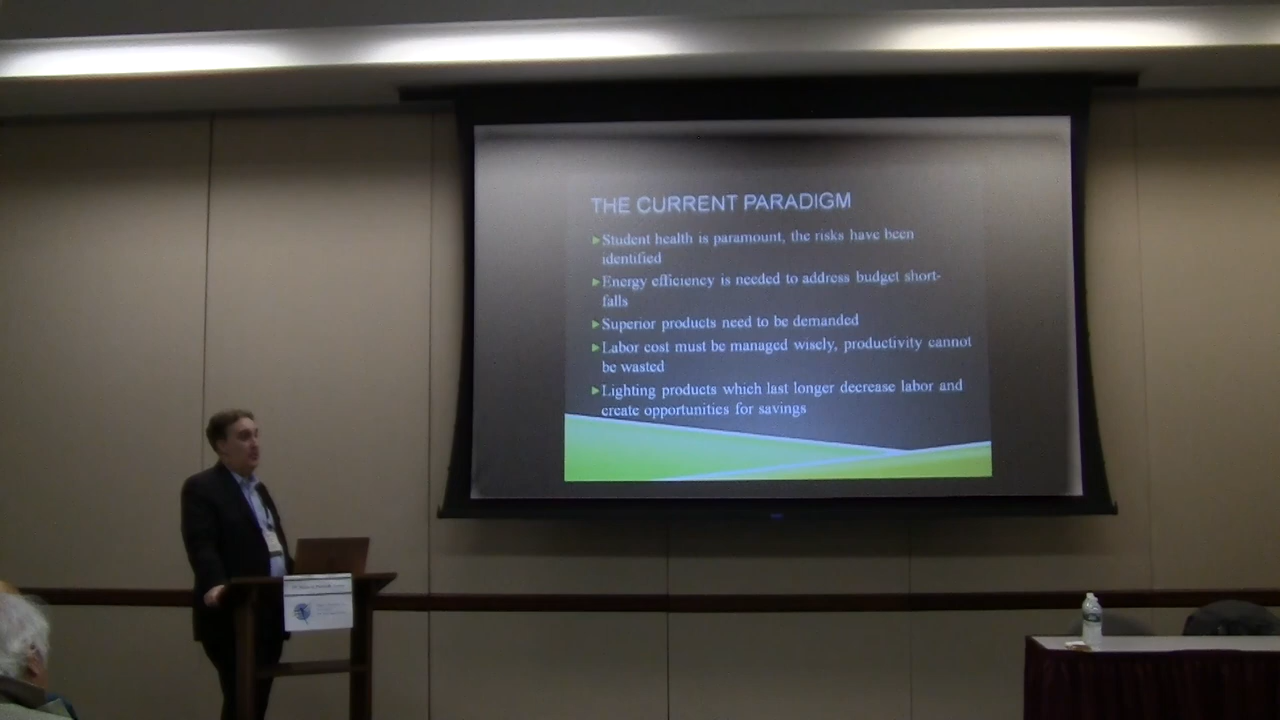 THE CURRENT PARADIGM
Student health is paramount, the risks have been
identified
Energy efficiency is needed to address budget short-
falls
Superior products need to be demanded
Labor cost must be managed wisely, productivity cannot
be wasted
Lighting products which last longer decrease labor and
create opportunities for savings